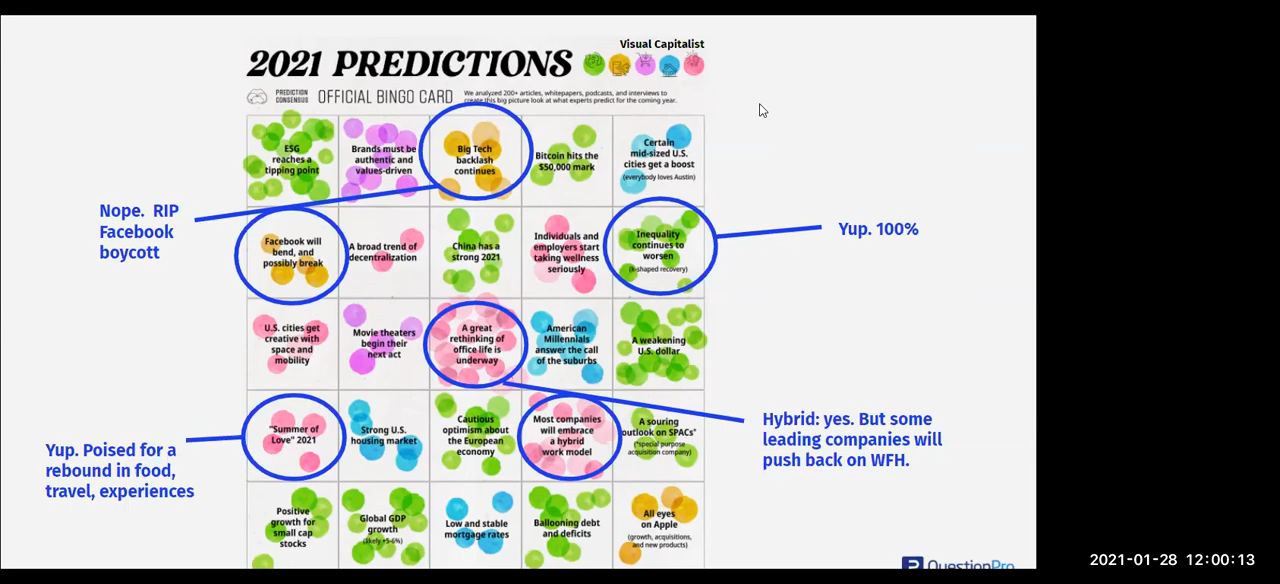 Visual Capitalist
2021 PREDICTIONS
PREDICTION
CONSENSUS
OFFICIAL BINGO CARD
We analyzed 200+ articles, whitepapers, podcasts, and interviews to
create this big picture look at what experts predict for the coming year.
ESG
reaches a
tipping point
Brands must be
authentic and
values-driven
Big Tech
backlash
continues
Bitcoin hits the
$50,000 mark
Certain
mid-sized U.S.
cities get a boost
(everybody loves Austin)
Nope. RIP
Facebook
boycott
Facebook will
bend, and
possibly break
A broad trend of
decentralization
China has a
strong 2021
Individuals and
employers start
taking wellness
seriously
Inequality
continues to
worsen
(k-shaped recovery)
Yup. 100%
U.S. cities get
creative with
space and
mobility
Movie theaters
begin their
next act
A great
rethinking of
office life is
underway
American
Millennials
answer the call
of the suburbs
A weakening
U.S. dollar
Yup. Poised for a
rebound in food,
travel, experiences
"Summer of
Love" 2021
Strong U.S.
housing market
Cautious
optimism about
the European
economy
Most companies
will embrace
a hybrid
work model
A souring
outlook on SPACs*
(*special purpose
acquisition company)
Hybrid: yes. But some
leading companies will
push back on WFH.
Positive
growth for
small cap
stocks
Global GDP
growth
(likely +5-6%)
Low and stable
mortgage rates
Ballooning debt
and deficits
All eyes
on Apple
(growth, acquisitions,
and new products)
QuestionPro
2021-01-28 12:00:13